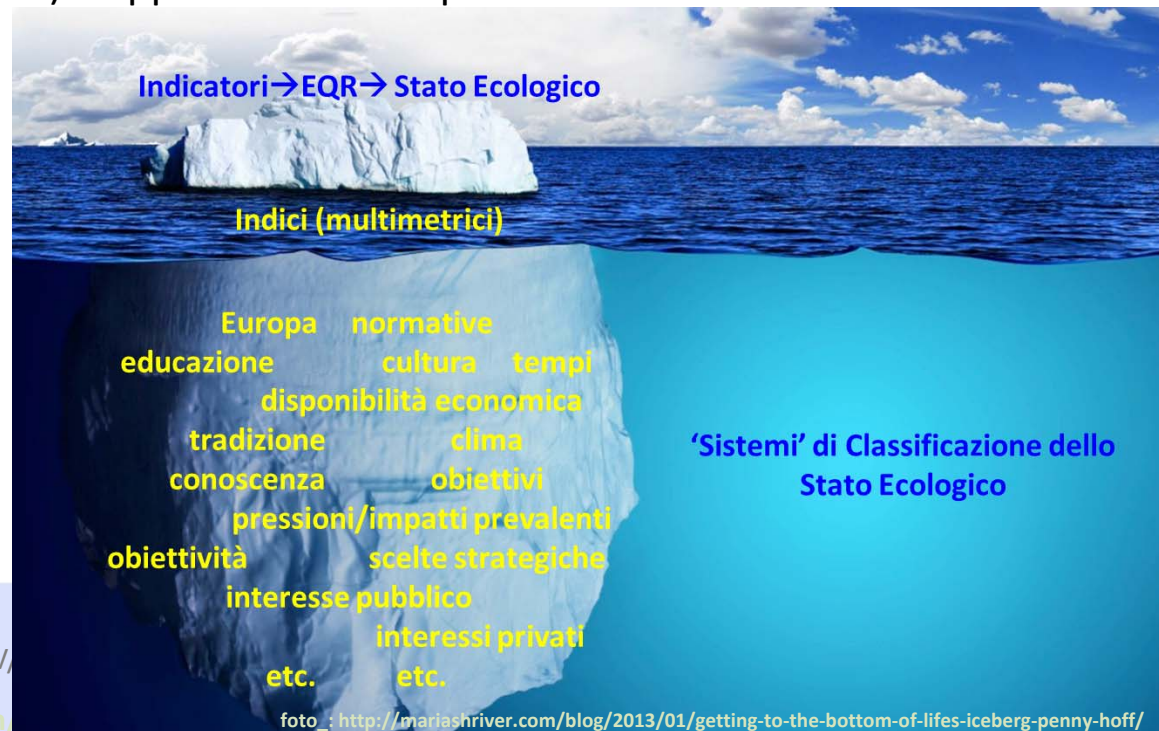 Indicatori→EQR→ Stato Ecologico
Indici (multimetrici)
Europa normative
educazione cultura tempi
disponibilità economica
tradizione clima
conoscenza obiettivi
pressioni/impatti prevalenti
obiettività scelte strategiche
interesse pubblico
interessi privati
etc. etc.
‘Sistemi’ di Classificazione dello
Stato Ecologico
foto_: http://mariashriver.com/blog/2013/01/getting-to-the-bottom-of-lifes-iceberg-penny-hoff/